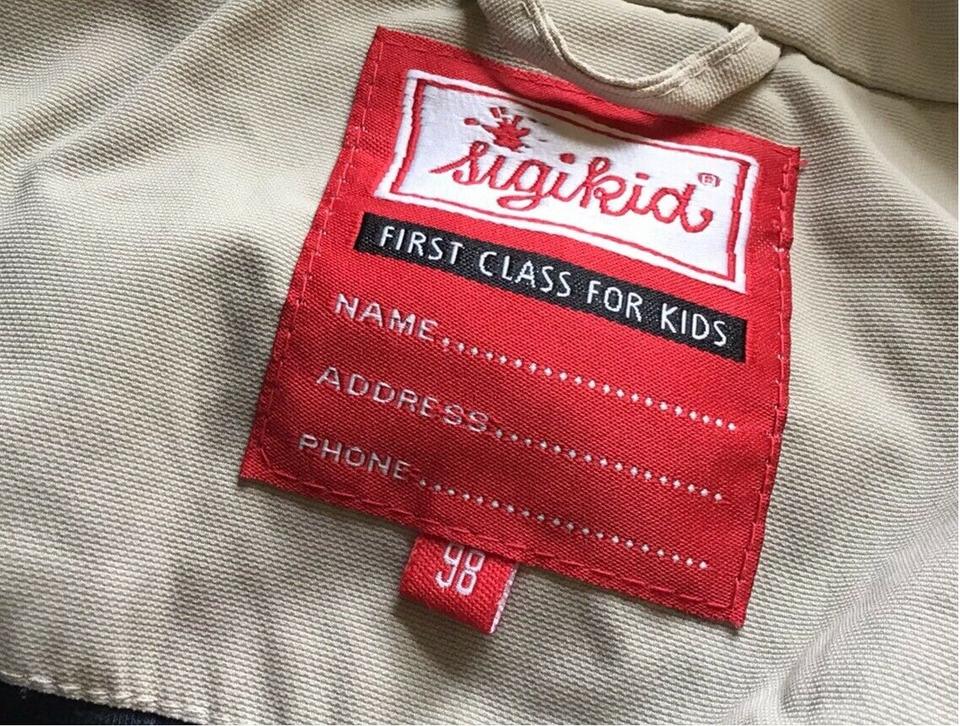 sigikid®
FIRST CLASS FOR KIDS
NAME....................
ADDRESS................
PHONE....................
98